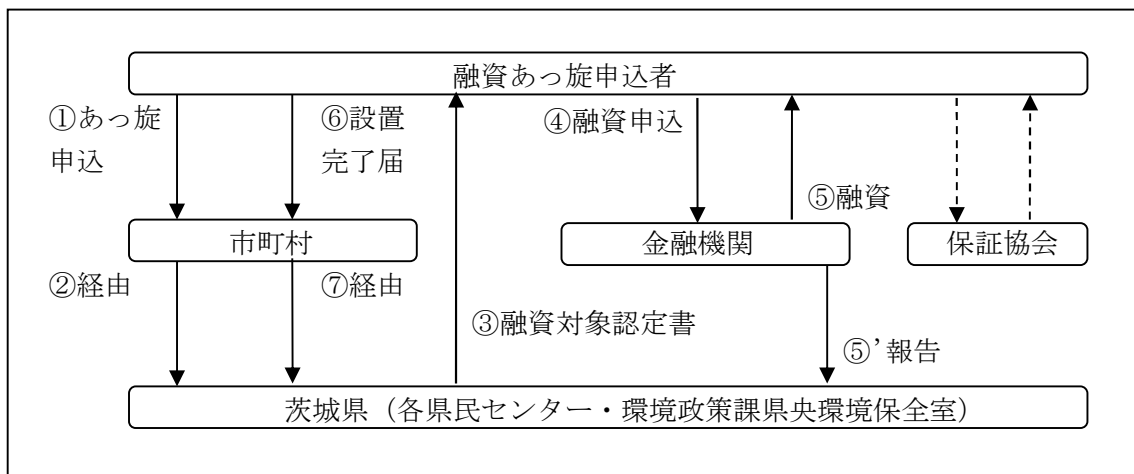 融資あっ旋申込者
①あっ旋
申込
⑥設置
完了届
④融資申込
⑤融資
市町村
金融機関
保証協会
②経由
⑦経由
③融資対象認定書
⑤’報告
茨城県（各県民センター・環境政策課県央環境保全室）